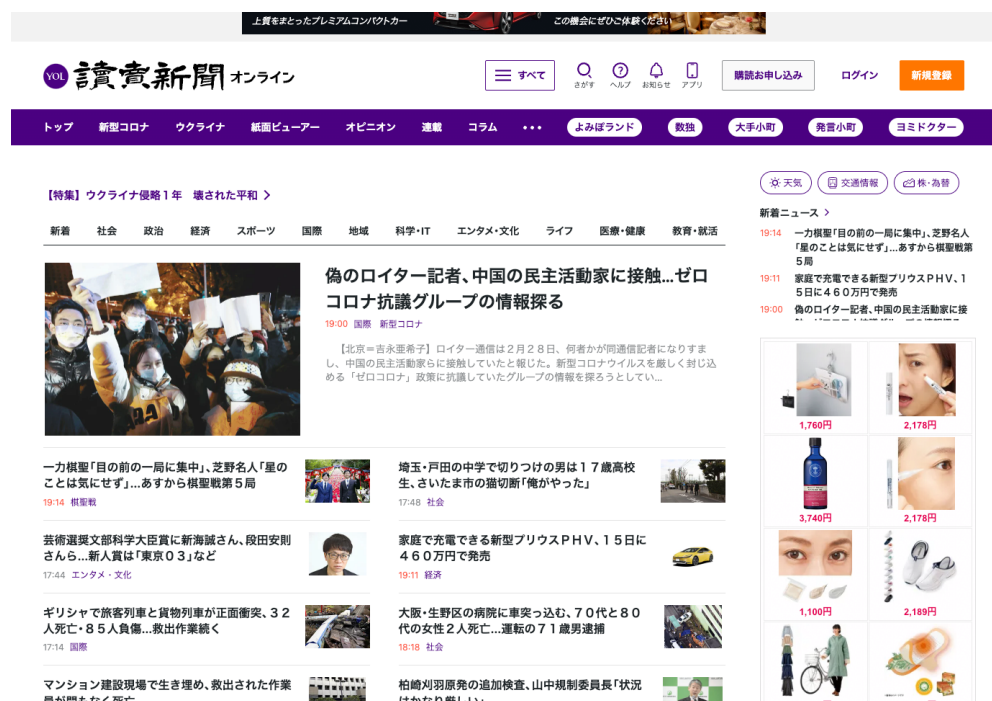 上質をまとったプレミアムコンパクトカー
この機会にぜひご体験ください
YOL 讀賣新聞オンライン
すべて
さがす
ヘルプ
お知らせ
アプリ
購読お申し込み
ログイン
新規登録
トップ 新型コロナ ウクライナ 紙面ビューアー オピニオン 連載 コラム ••• よみぽランド 数独 大手小町 発言小町 ヨミドクター
【特集】ウクライナ侵略1年 壊された平和
新着 社会 政治 経済 スポーツ 国際 地域 科学・IT エンタメ・文化 ライフ 医療・健康 教育・就活
偽のロイター記者、中国の民主活動家に接触…ゼロ
コロナ抗議グループの情報探る
19:00 国際 新型コロナ
【北京=吉永亜希子】ロイター通信は2月28日、何者かが同通信記者になりすま
し、中国の民主活動家らに接触していたと報じた。新型コロナウイルスを厳しく封じ込
める「ゼロコロナ」政策に抗議していたグループの情報を探ろうとしてい…
一力棋聖「目の前の一局に集中」、芝野名人「星の
ことは気にせず」…あすから棋聖戦第5局
19:14 棋聖戦
埼玉・戸田の中学で切りつけの男は17歳高校
生、さいたま市の猫切断「俺がやった」
17:48 社会
芸術選奨文部科学大臣賞に新海誠さん、段田安則
さんら…新人賞は「東京03」など
17:44 エンタメ・文化
家庭で充電できる新型プリウスPHV、15日に
460万円で発売
19:11 経済
ギリシャで旅客列車と貨物列車が正面衝突、32
人死亡・85人負傷…救出作業続く
17:14 国際
大阪・生野区の病院に車突っ込む、70代と80
代の女性2人死亡…運転の71歳男逮捕
18:18 社会
マンション建設現場で生き埋め、救出された作業
員が間もなく死亡
柏崎刈羽原発の追加検査、山中規制委員長「状況
はかなり厳しい」
天気
交通情報
株・為替
新着ニュース
19:14 一力棋聖「目の前の一局に集中」、芝野名人
「星のことは気にせず」…あすから棋聖戦第
5局
19:11 家庭で充電できる新型プリウスPHV、1
5日に460万円で発売
19:00 偽のロイター記者、中国の民主活動家に接
1,760円
2,178円
3,740円
2,178円
1,100円
2,189円